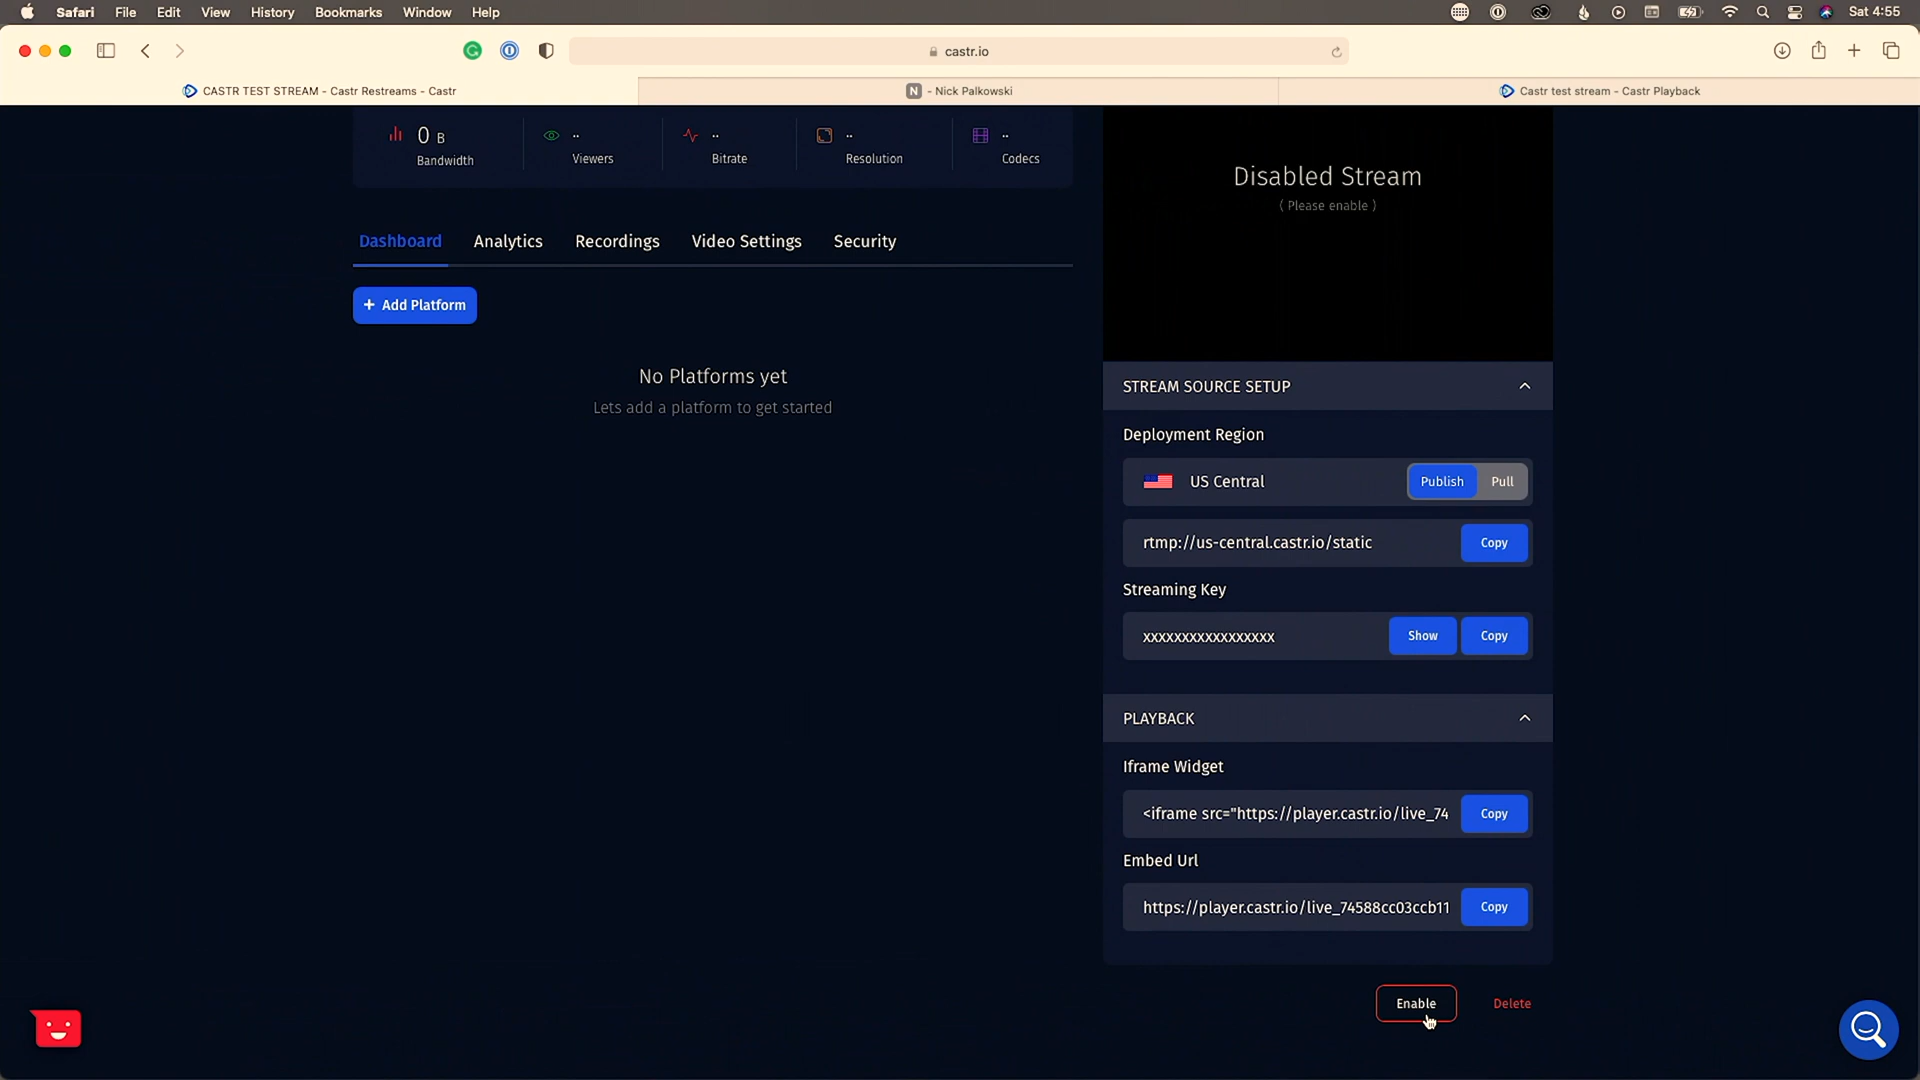 Safari File Edit View History Bookmarks Window Help
Sat 4:55
castr.io
CASTR TEST STREAM - Castr Restreams - Castr
N - Nick Palkowski
Castr test stream - Castr Playback
0 B
Bandwidth
--
Viewers
--
Bitrate
--
Resolution
--
Codecs
Disabled Stream
( Please enable )
Dashboard Analytics Recordings Video Settings Security
+ Add Platform
No Platforms yet
Lets add a platform to get started
STREAM SOURCE SETUP
Deployment Region
US Central Publish Pull
rtmp://us-central.castr.io/static Copy
Streaming Key
xxxxxxxxxxxxxxxxx Show Copy
PLAYBACK
Iframe Widget
<iframe src="https://player.castr.io/live_74 Copy
Embed Url
https://player.castr.io/live_74588cc03ccb11 Copy
Enable Delete